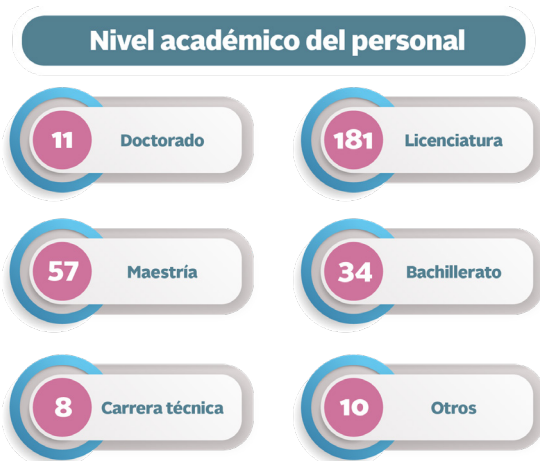 Nivel académico del personal
11 Doctorado
181 Licenciatura
57 Maestría
34 Bachillerato
8 Carrera técnica
10 Otros